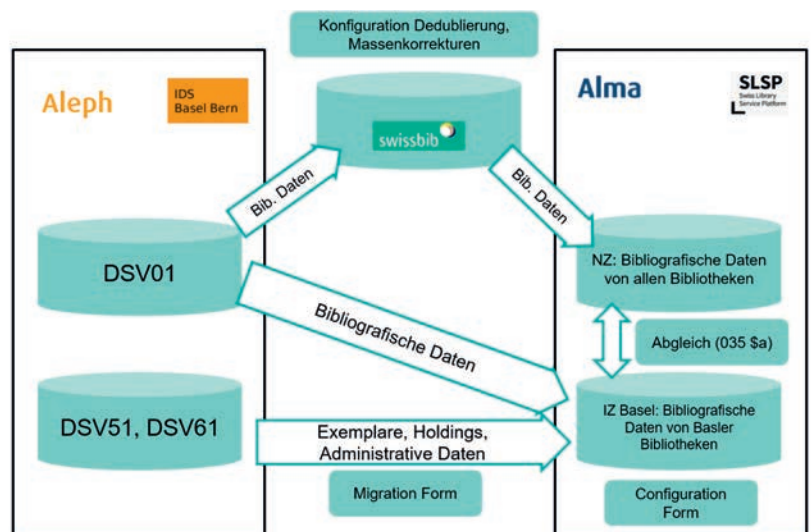 Konfiguration Dedublierung,
Massenkorrekturen
Aleph
IDS
Basel Bern
swissbib
Alma
SLSP
Swiss Library
Service Platform
Bib. Daten
Bib. Daten
DSV01
NZ: Bibliografische Daten
von allen Bibliotheken
Bibliografische Daten
Abgleich (035 $a)
DSV51, DSV61
Exemplare, Holdings,
Administrative Daten
IZ Basel: Bibliografische
Daten von Basler
Bibliotheken
Migration Form
Configuration
Form